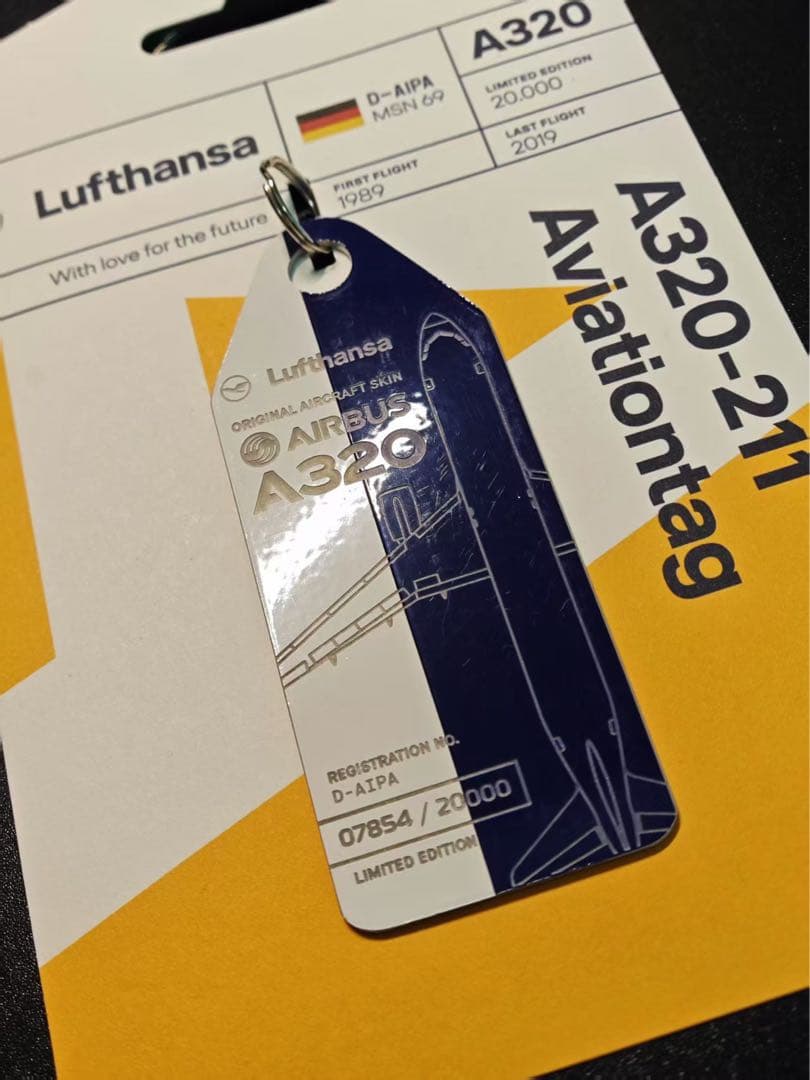 A320
LIMITED EDITION
20.000
D-AIPA
MSN 69
LAST FLIGHT
2019
Lufthansa
FIRST FLIGHT
1989
With love for the future
A320-211
Aviationtag
Lufthansa
ORIGINAL AIRCRAFT SKIN
AIRBUS
A320
REGISTRATION NO.
D-AIPA
07854 / 20000
LIMITED EDITION